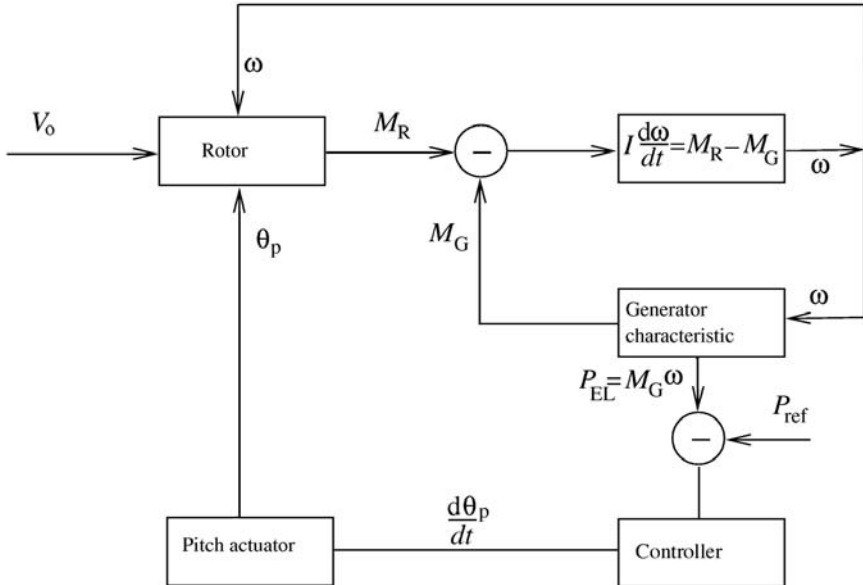 ω
V₀
Rotor
M_R
−
I dω/dt = M_R − M_G
ω
θ_p
M_G
Generator
characteristic
ω
P_EL = M_G ω
−
P_ref
dθ_p/dt
Pitch actuator
Controller